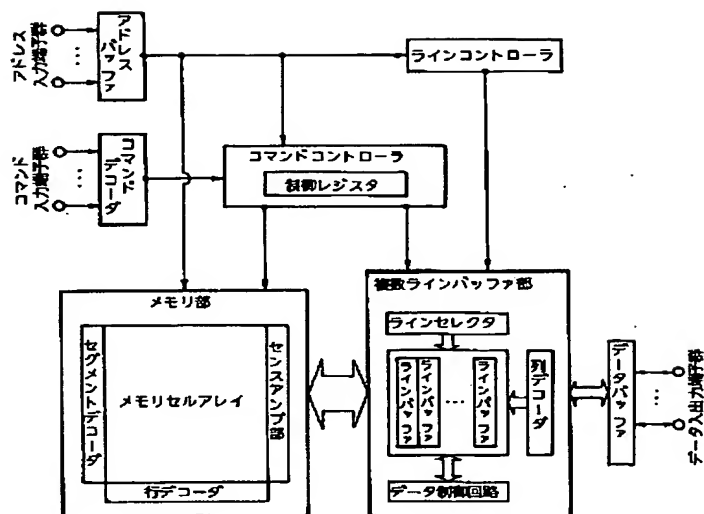 アドレス
入力端子群
アドレス
バッファ
ラインコントローラ
コマンド
入力端子群
コマンド
デコーダ
コマンドコントローラ
制御レジスタ
メモリ部
セグメントデコーダ
メモリセルアレイ
センスアンプ部
行デコーダ
複数ラインバッファ部
ラインセレクタ
ラインバッファ
ラインバッファ
…
ラインバッファ
列デコーダ
データ制御回路
データバッファ
データ入出力端子群